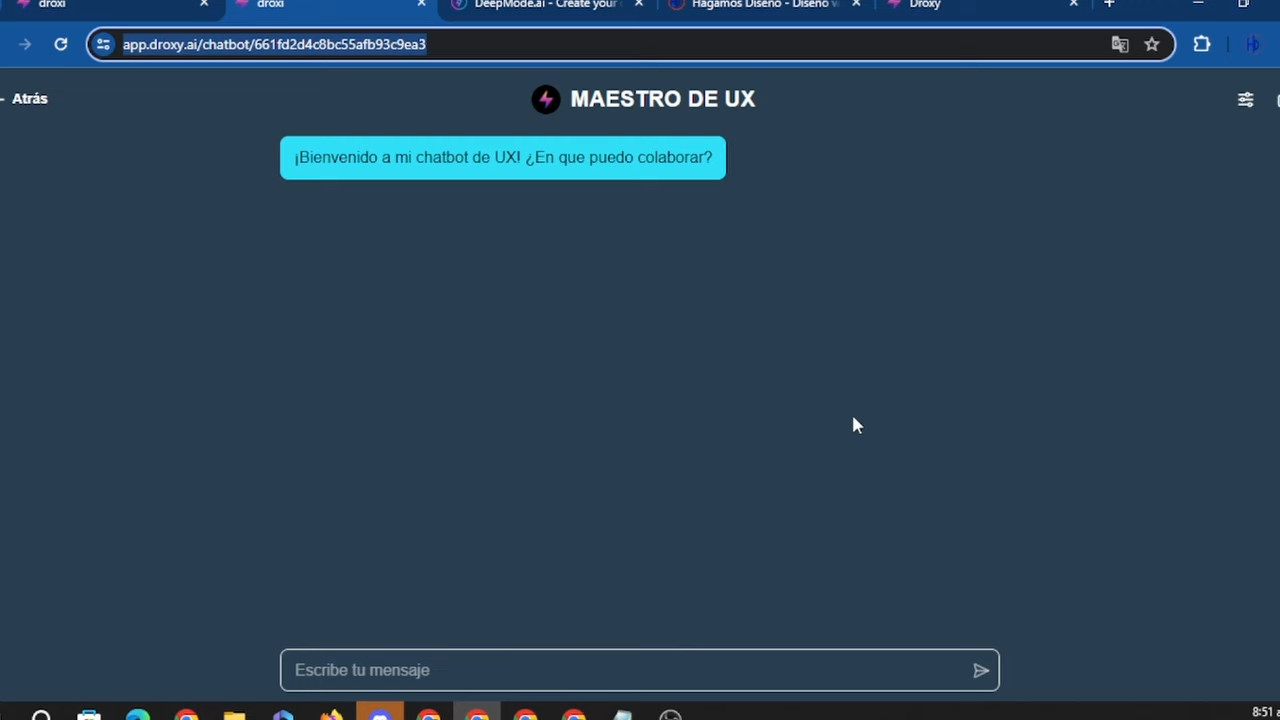 droxi
droxi
DeepMode.ai - Create your
Hagamos Diseño - Diseño w
Droxy
app.droxy.ai/chatbot/661fd2d4c8bc55afb93c9ea3
Atrás
MAESTRO DE UX
¡Bienvenido a mi chatbot de UX! ¿En que puedo colaborar?
Escribe tu mensaje
8:51